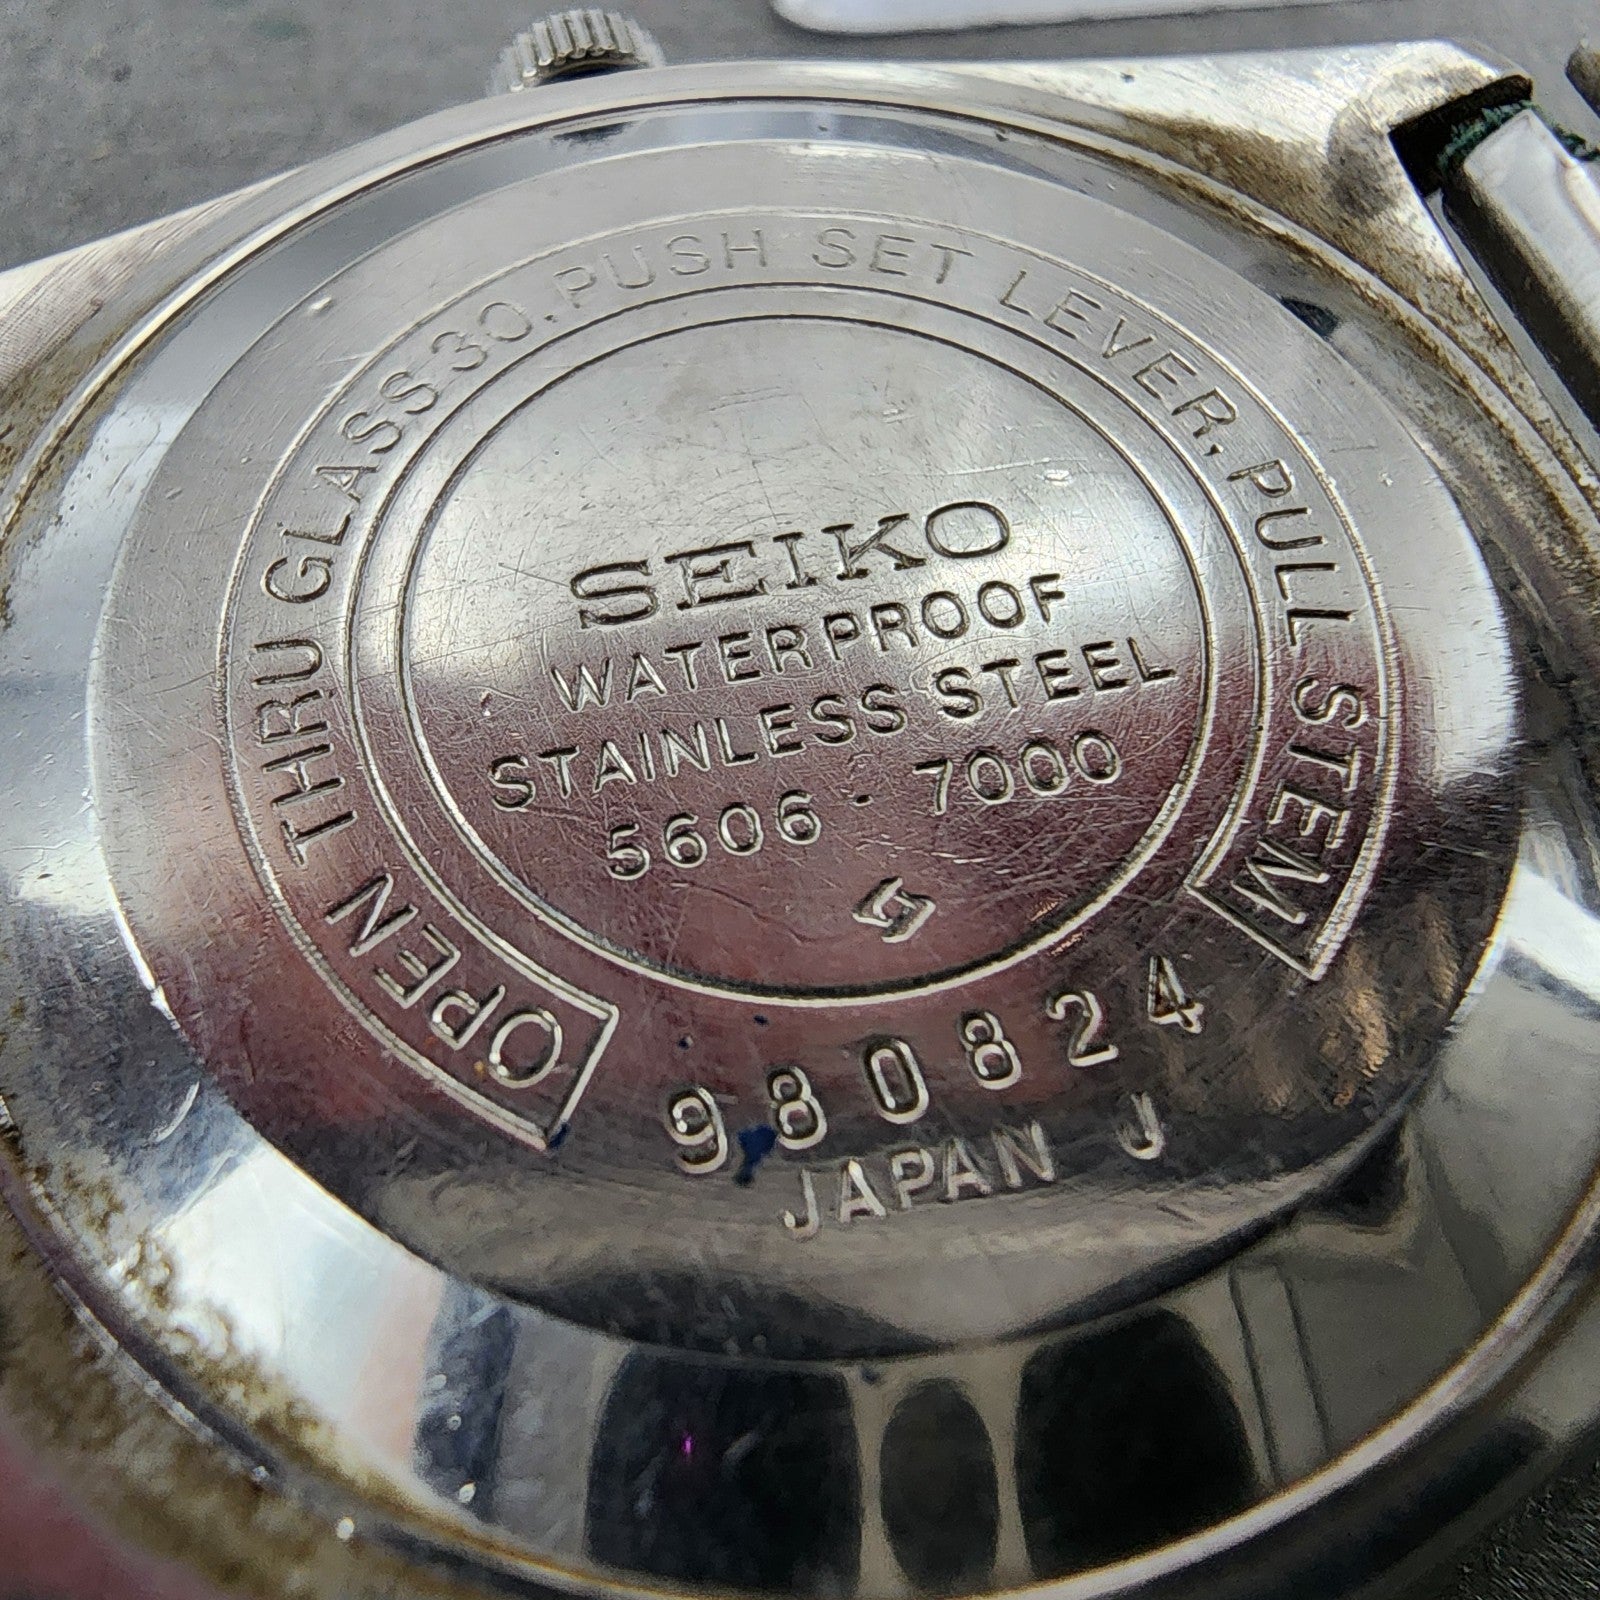 OPEN THRU GLASS 30. PUSH SET LEVER. PULL STEM
SEIKO
WATERPROOF
STAINLESS STEEL
5606 - 7000
980824
JAPAN J